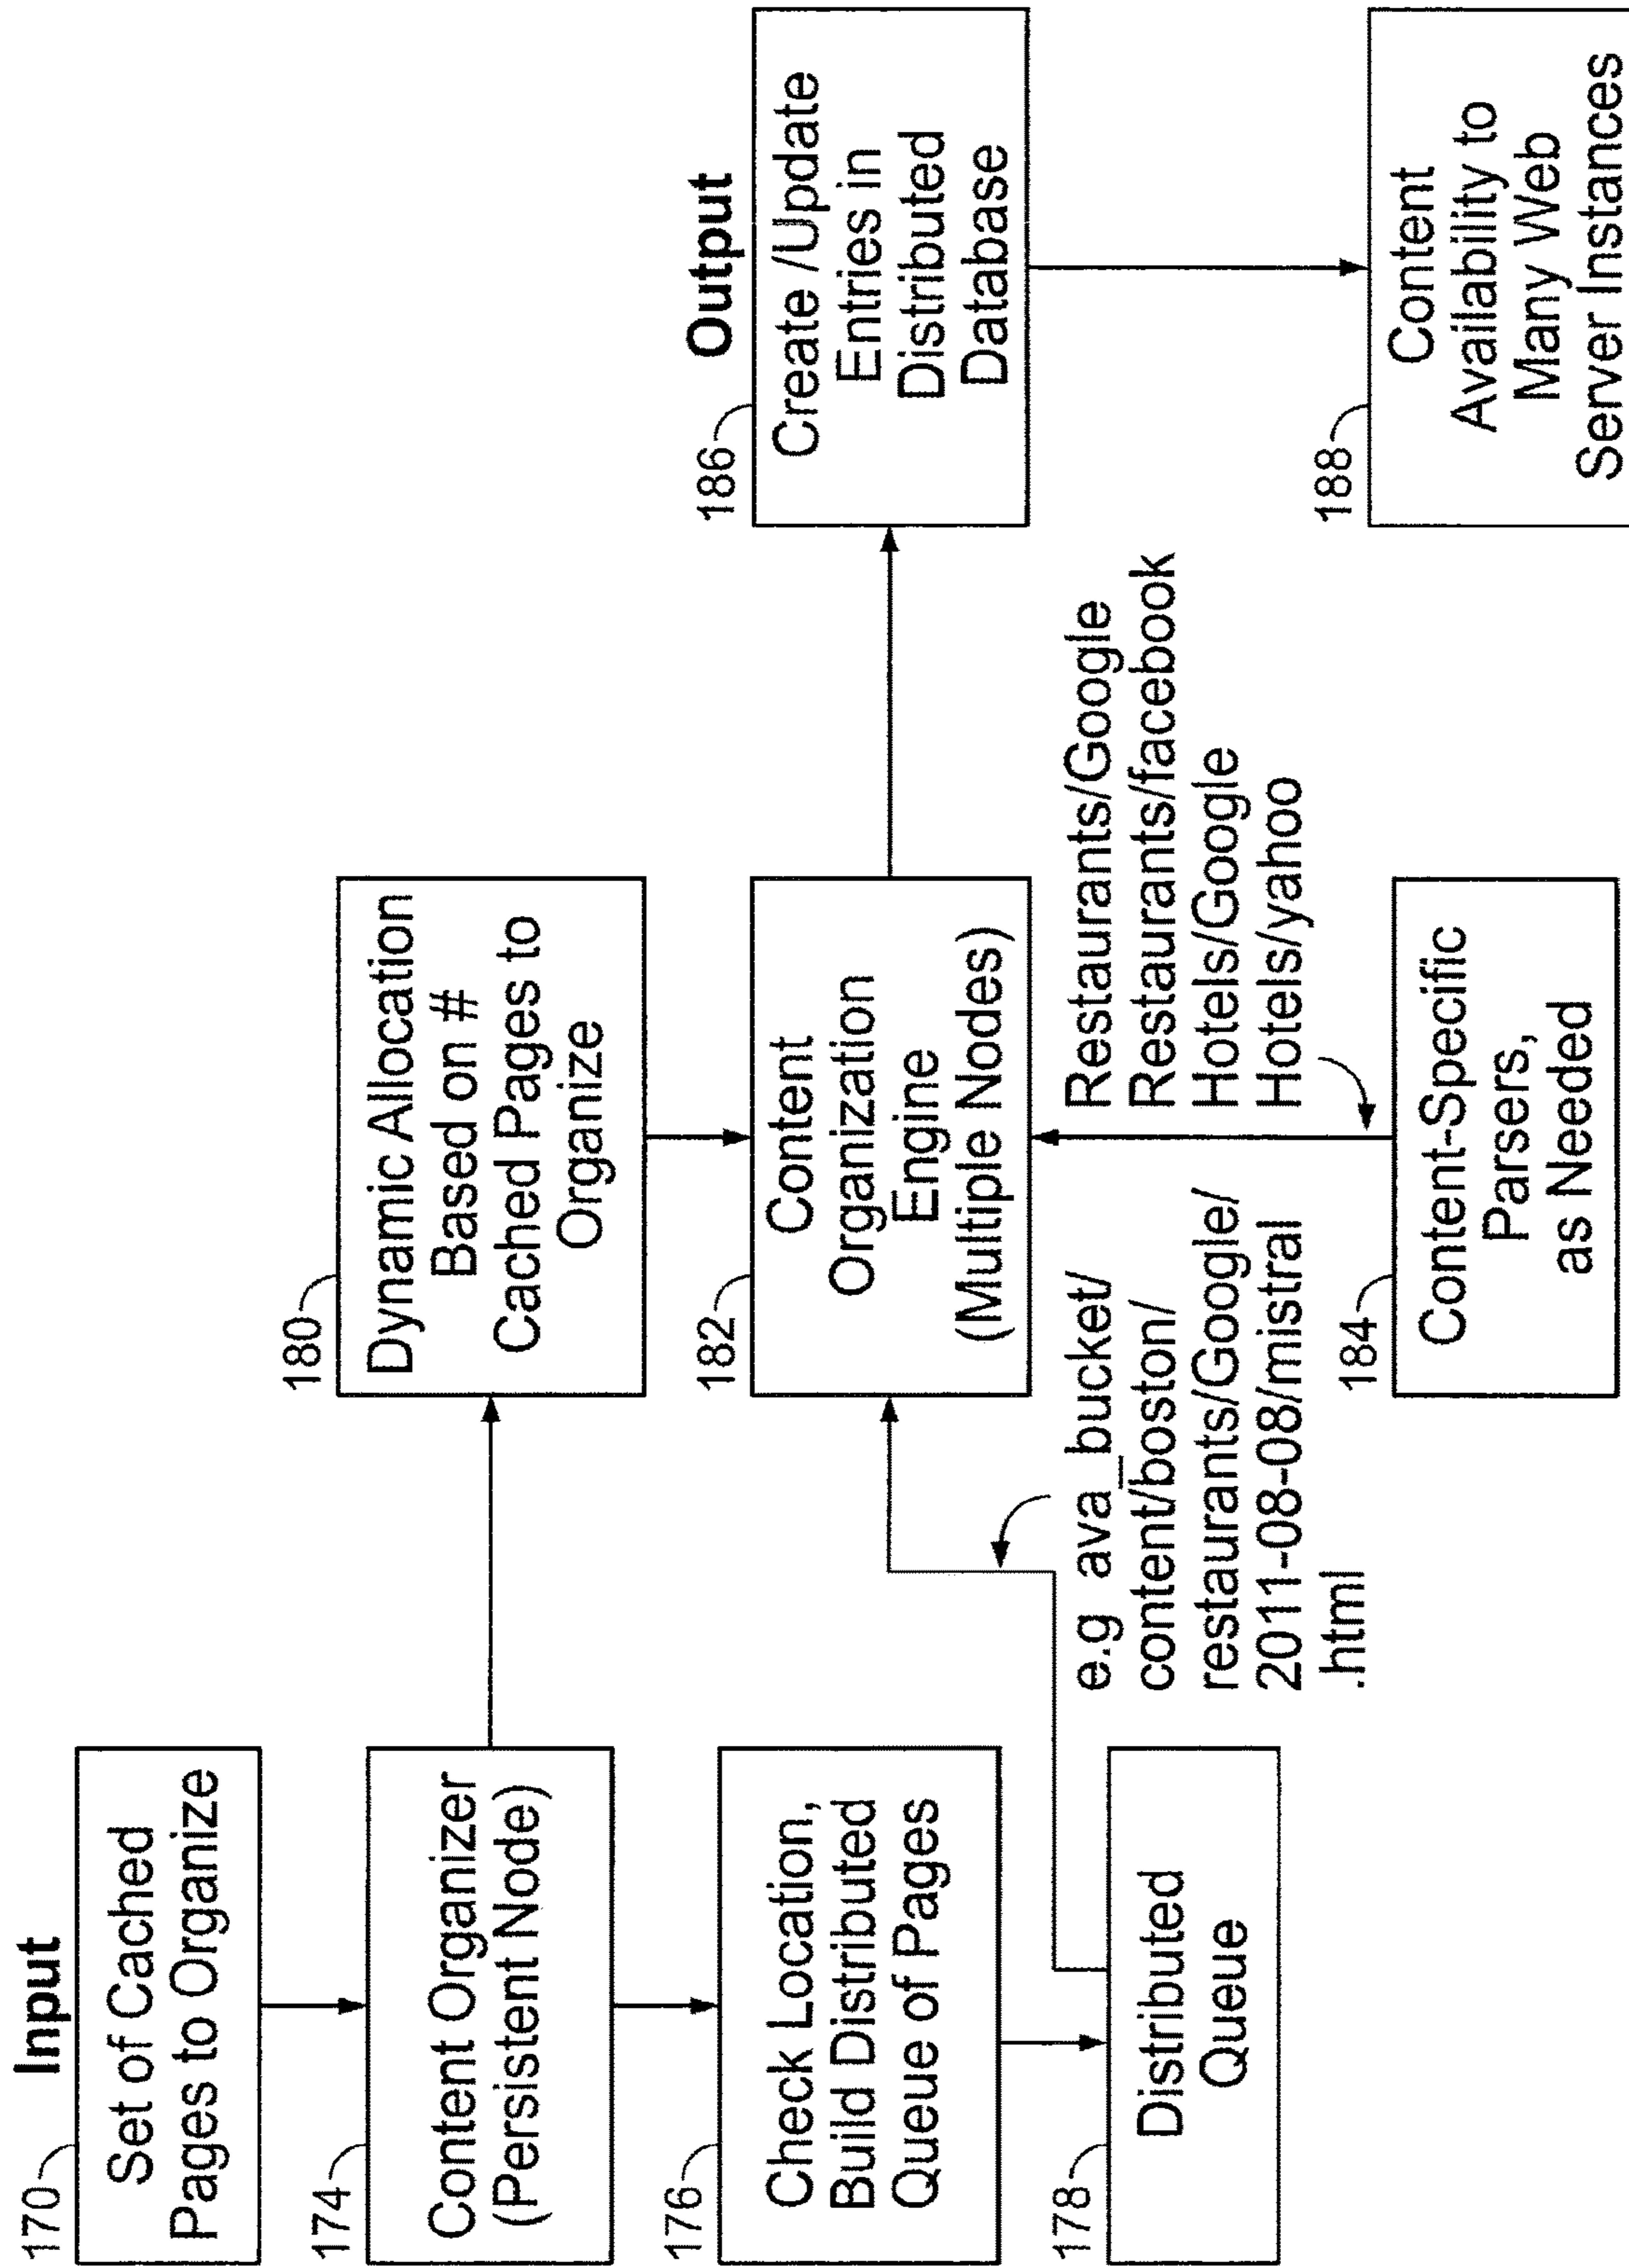 Input
170
Set of Cached
Pages to Organize
174
Content Organizer
(Persistent Node)
176
Check Location,
Build Distributed
Queue of Pages
178
Distributed
Queue
180
Dynamic Allocation
Based on #
Cached Pages to
Organize
182
Content
Organization
Engine
(Multiple Nodes)
e.g ava_bucket/
content/boston/
restaurants/Google/
2011-08-08/mistral
.html
Restaurants/Google
Restaurants/facebook
Hotels/Google
Hotels/yahoo
184
Content-Specific
Parsers,
as Needed
Output
186
Create /Update
Entries in
Distributed
Database
188
Content
Availability to
Many Web
Server Instances